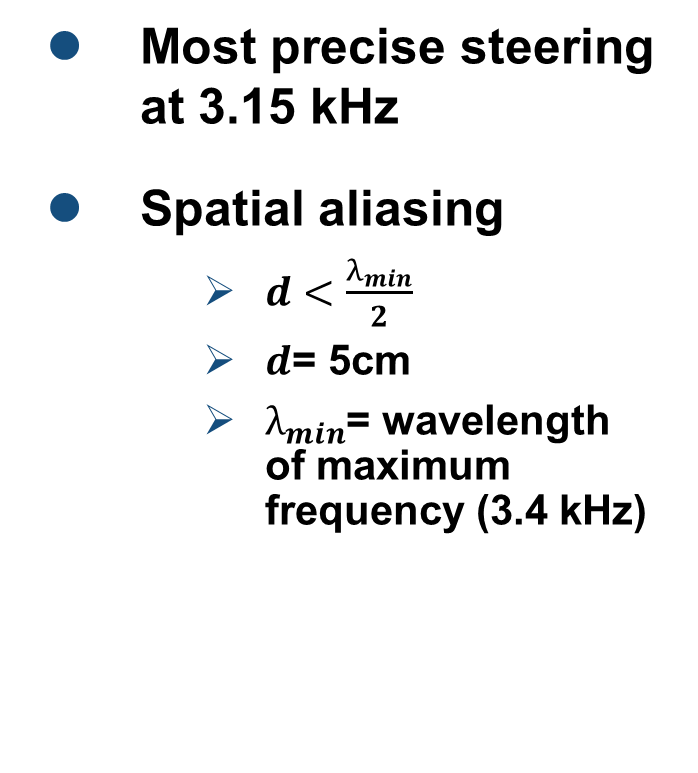 ● Most precise steering
at 3.15 kHz
● Spatial aliasing
➢ d < λmin/2
➢ d= 5cm
➢ λmin= wavelength
of maximum
frequency (3.4 kHz)